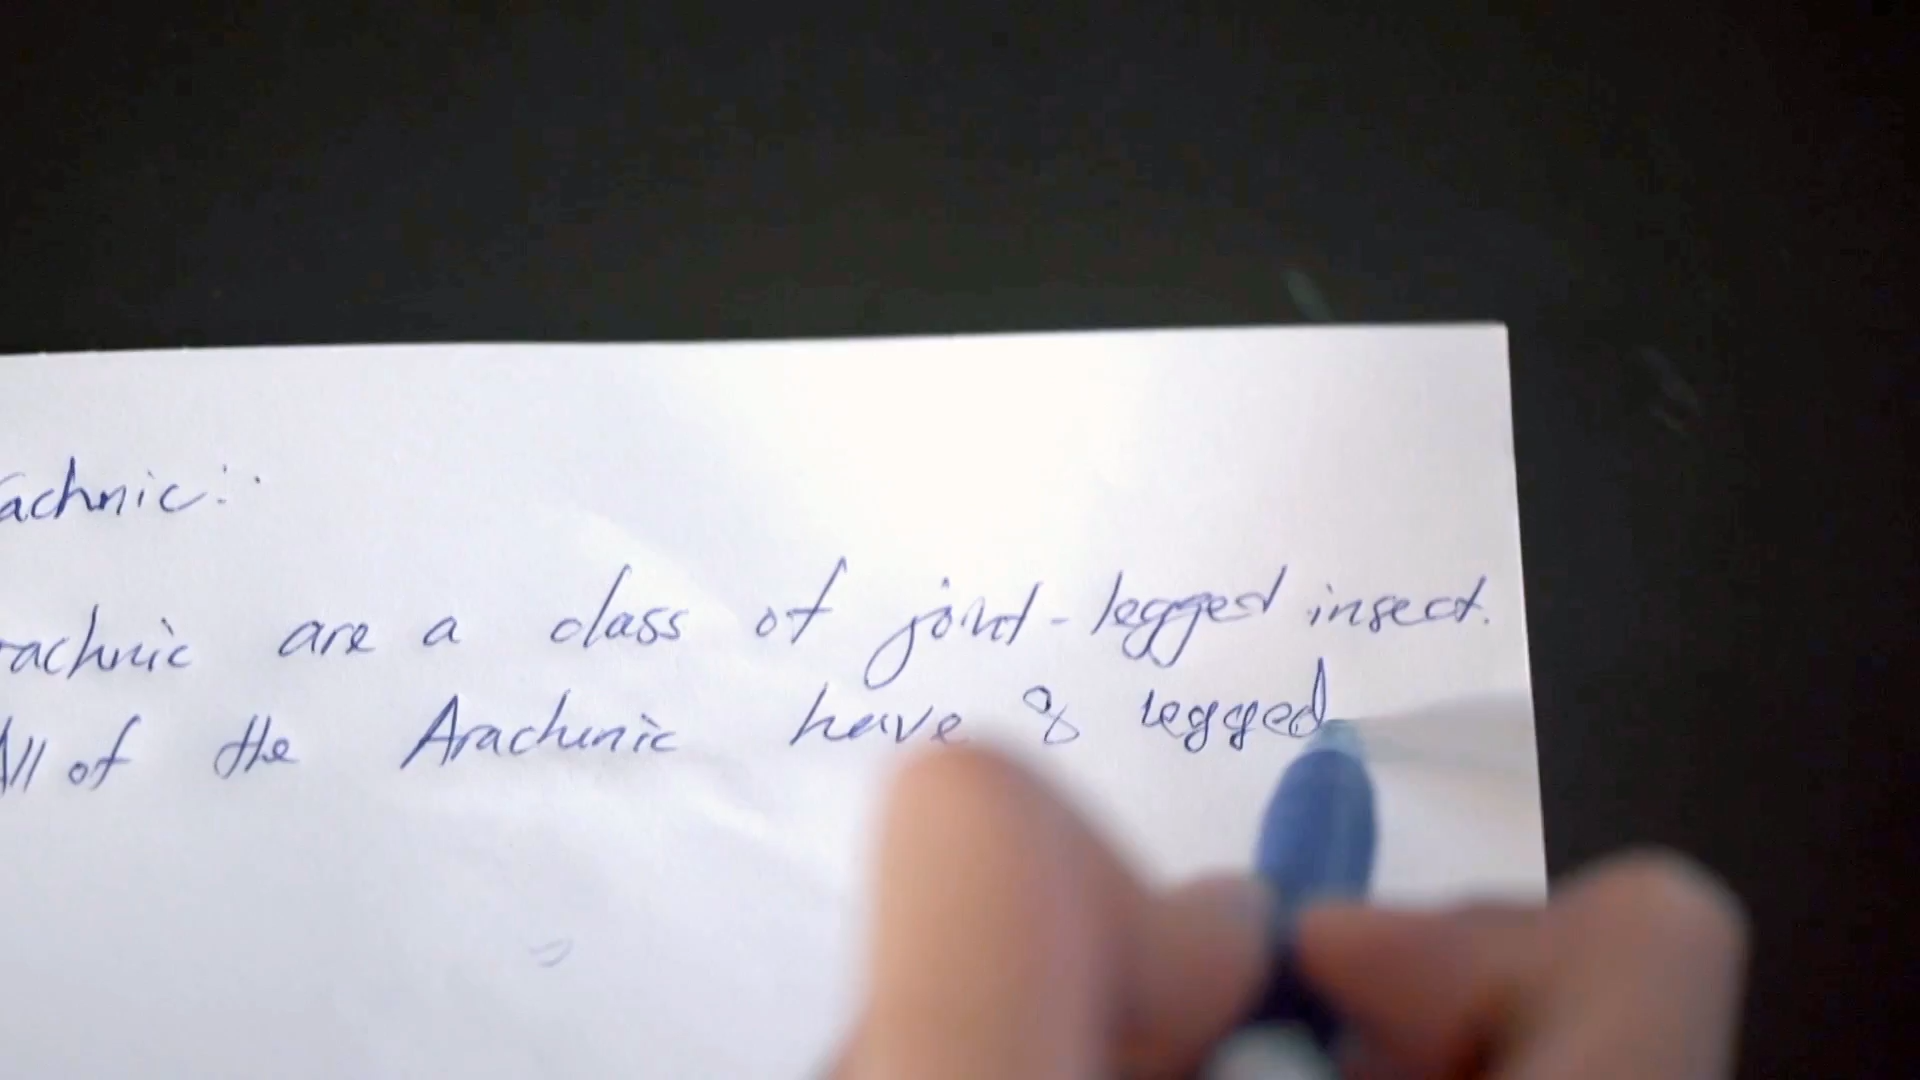 achnic:
rachnic are a class of joint-legged insect.
All of the Arachnic have 8 legged